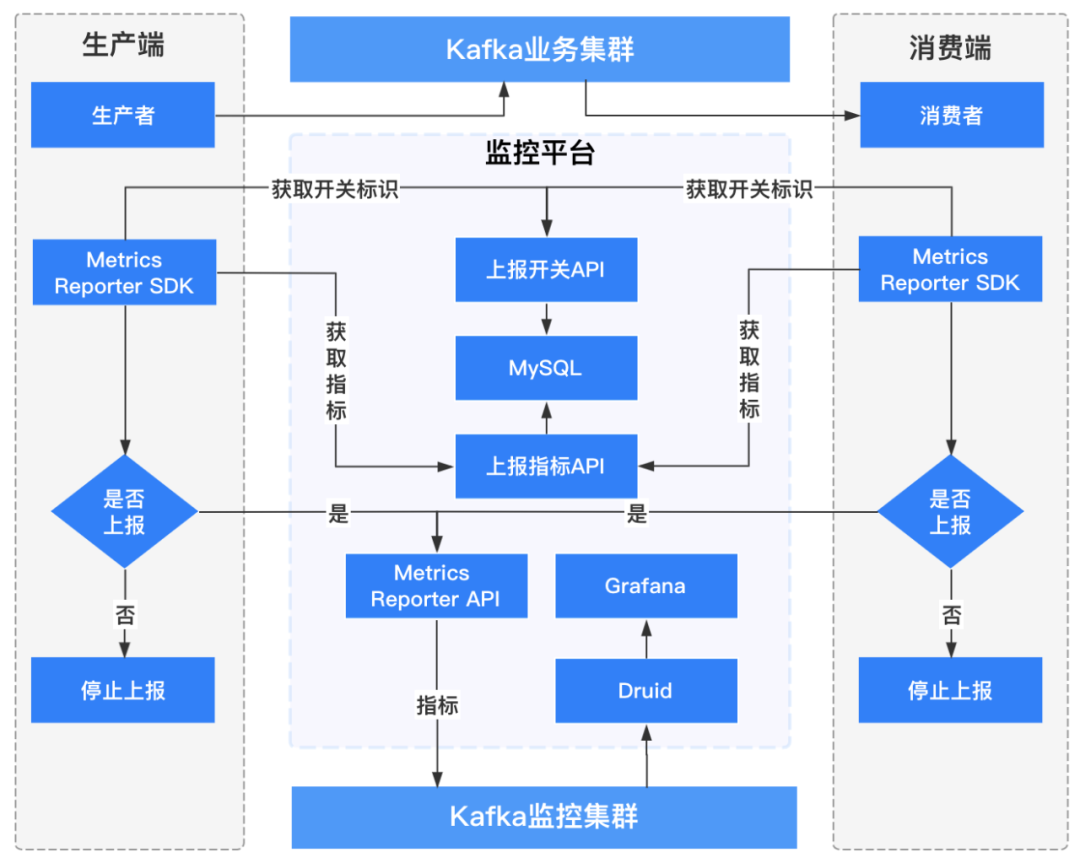 生产端
Kafka业务集群
消费端
生产者
消费者
监控平台
获取开关标识
获取开关标识
Metrics
Reporter SDK
上报开关API
Metrics
Reporter SDK
获
取
指
标
MySQL
获
取
指
标
上报指标API
是否
上报
是
是
是否
上报
Metrics
Reporter API
Grafana
否
否
停止上报
指标
Druid
停止上报
Kafka监控集群